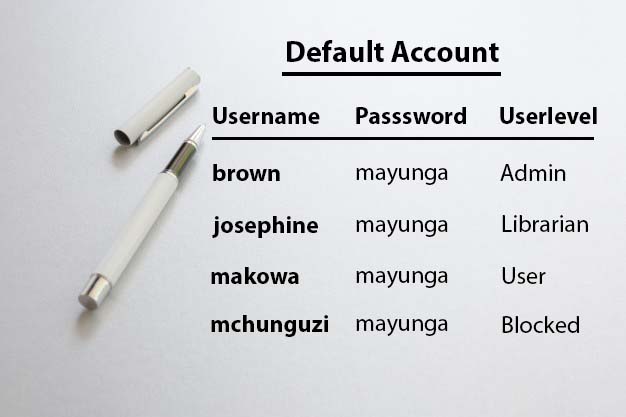 Default Account
Username Passsword Userlevel
brown mayunga Admin
josephine mayunga Librarian
makowa mayunga User
mchunguzi mayunga Blocked